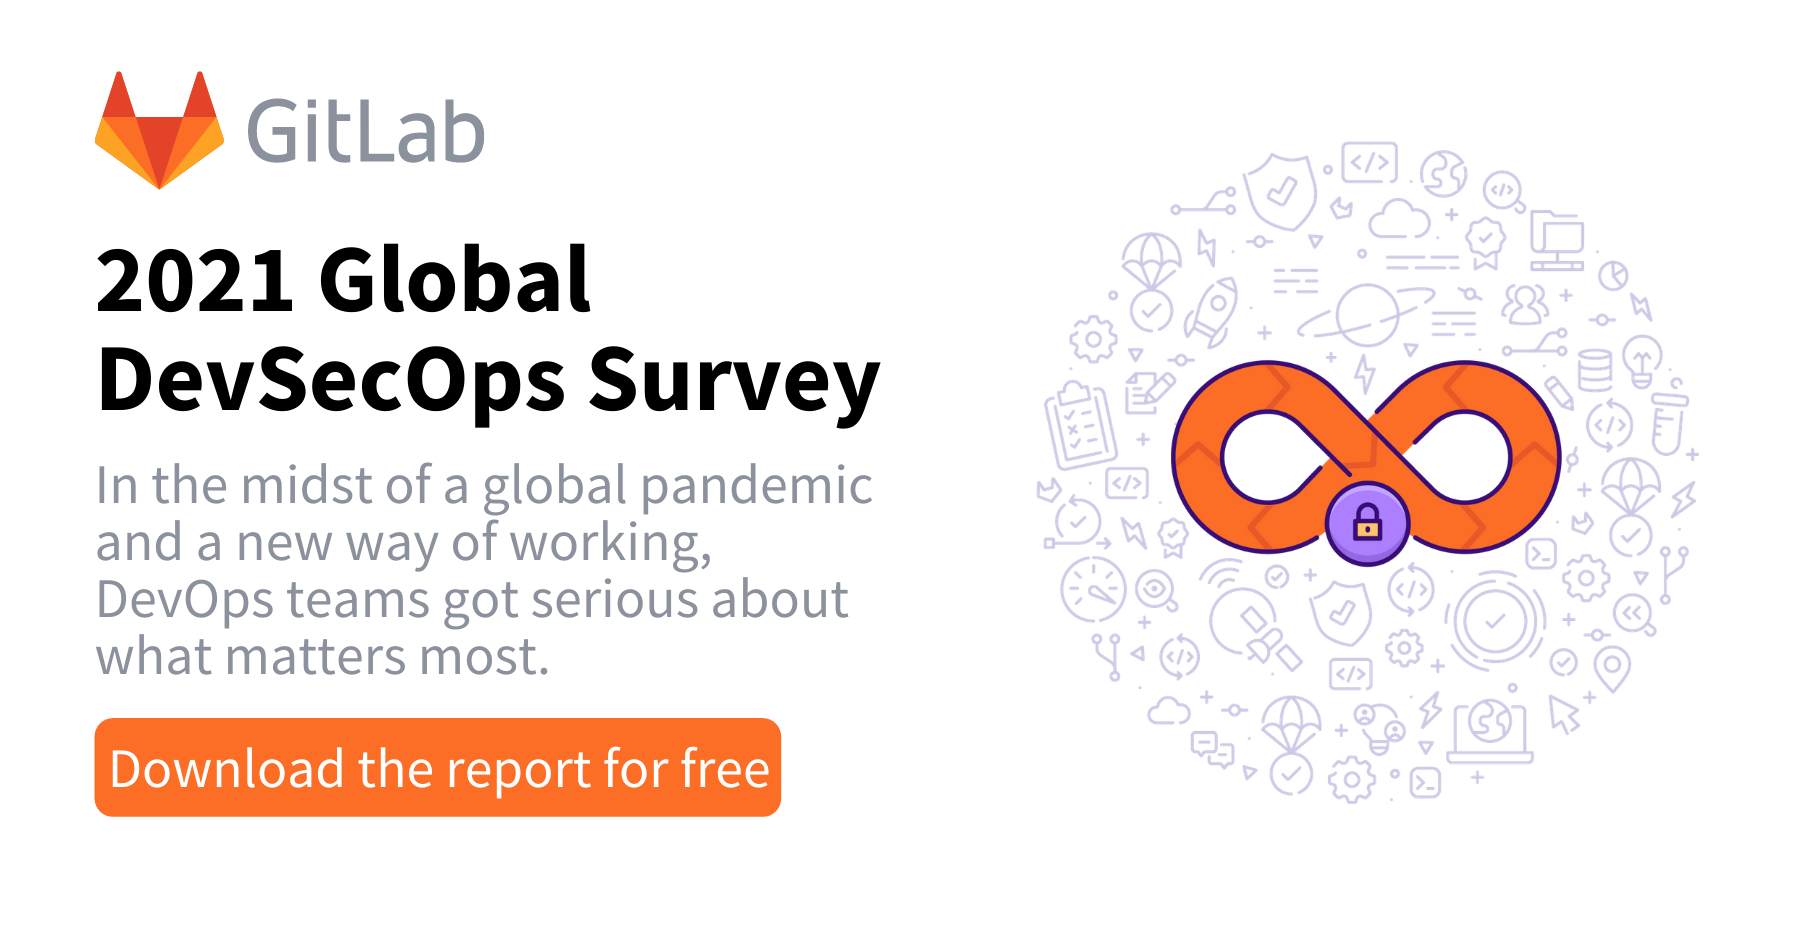 GitLab
2021 Global
DevSecOps Survey
In the midst of a global pandemic
and a new way of working,
DevOps teams got serious about
what matters most.
Download the report for free